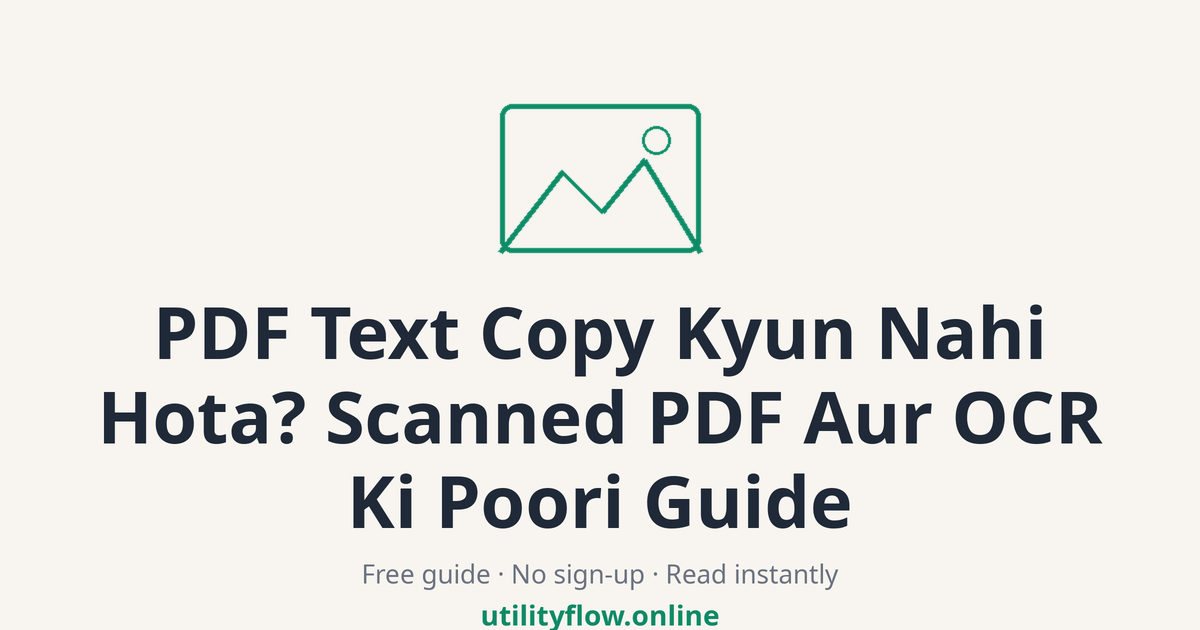 PDF Text Copy Kyun Nahi
Hota? Scanned PDF Aur OCR
Ki Poori Guide
Free guide · No sign-up · Read instantly
utilityflow.online